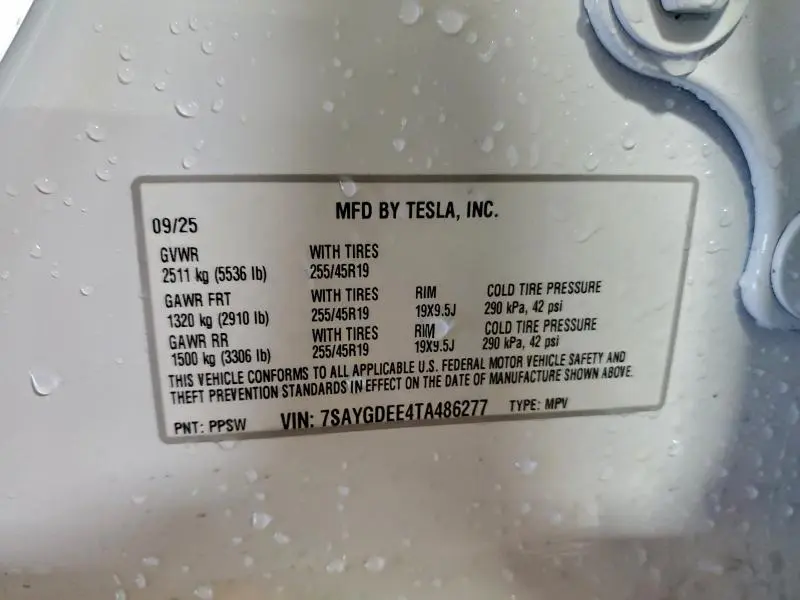 MFD BY TESLA, INC.
09/25
GVWR WITH TIRES
2511 kg (5536 lb) 255/45R19
GAWR FRT WITH TIRES RIM COLD TIRE PRESSURE
1320 kg (2910 lb) 255/45R19 19X9.5J 290 kPa, 42 psi
GAWR RR WITH TIRES RIM COLD TIRE PRESSURE
1500 kg (3306 lb) 255/45R19 19X9.5J 290 kPa, 42 psi
THIS VEHICLE CONFORMS TO ALL APPLICABLE U.S. FEDERAL MOTOR VEHICLE SAFETY AND
THEFT PREVENTION STANDARDS IN EFFECT ON THE DATE OF MANUFACTURE SHOWN ABOVE.
PNT: PPSW VIN: 7SAYGDEE4TA486277 TYPE: MPV